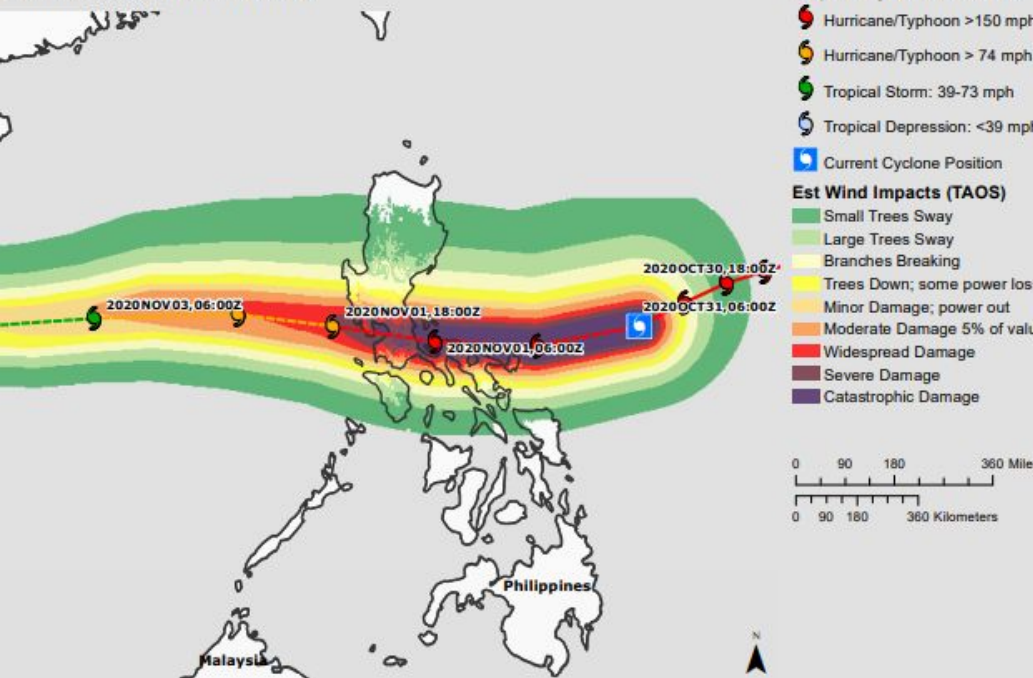 Hurricane/Typhoon >150 mph
Hurricane/Typhoon > 74 mph
Tropical Storm: 39-73 mph
Tropical Depression: <39 mph
Current Cyclone Position
Est Wind Impacts (TAOS)
Small Trees Sway
Large Trees Sway
Branches Breaking
Trees Down; some power los
Minor Damage; power out
Moderate Damage 5% of valu
Widespread Damage
Severe Damage
Catastrophic Damage
2020OCT30,18:00Z
2020OCT31,06:00Z
2020NOV03,06:00Z
2020NOV01,18:00Z
2020NOV01,06:00Z
0 90 180 360 Mile
0 90 180 360 Kilometers
Philippines
Malaysia
N